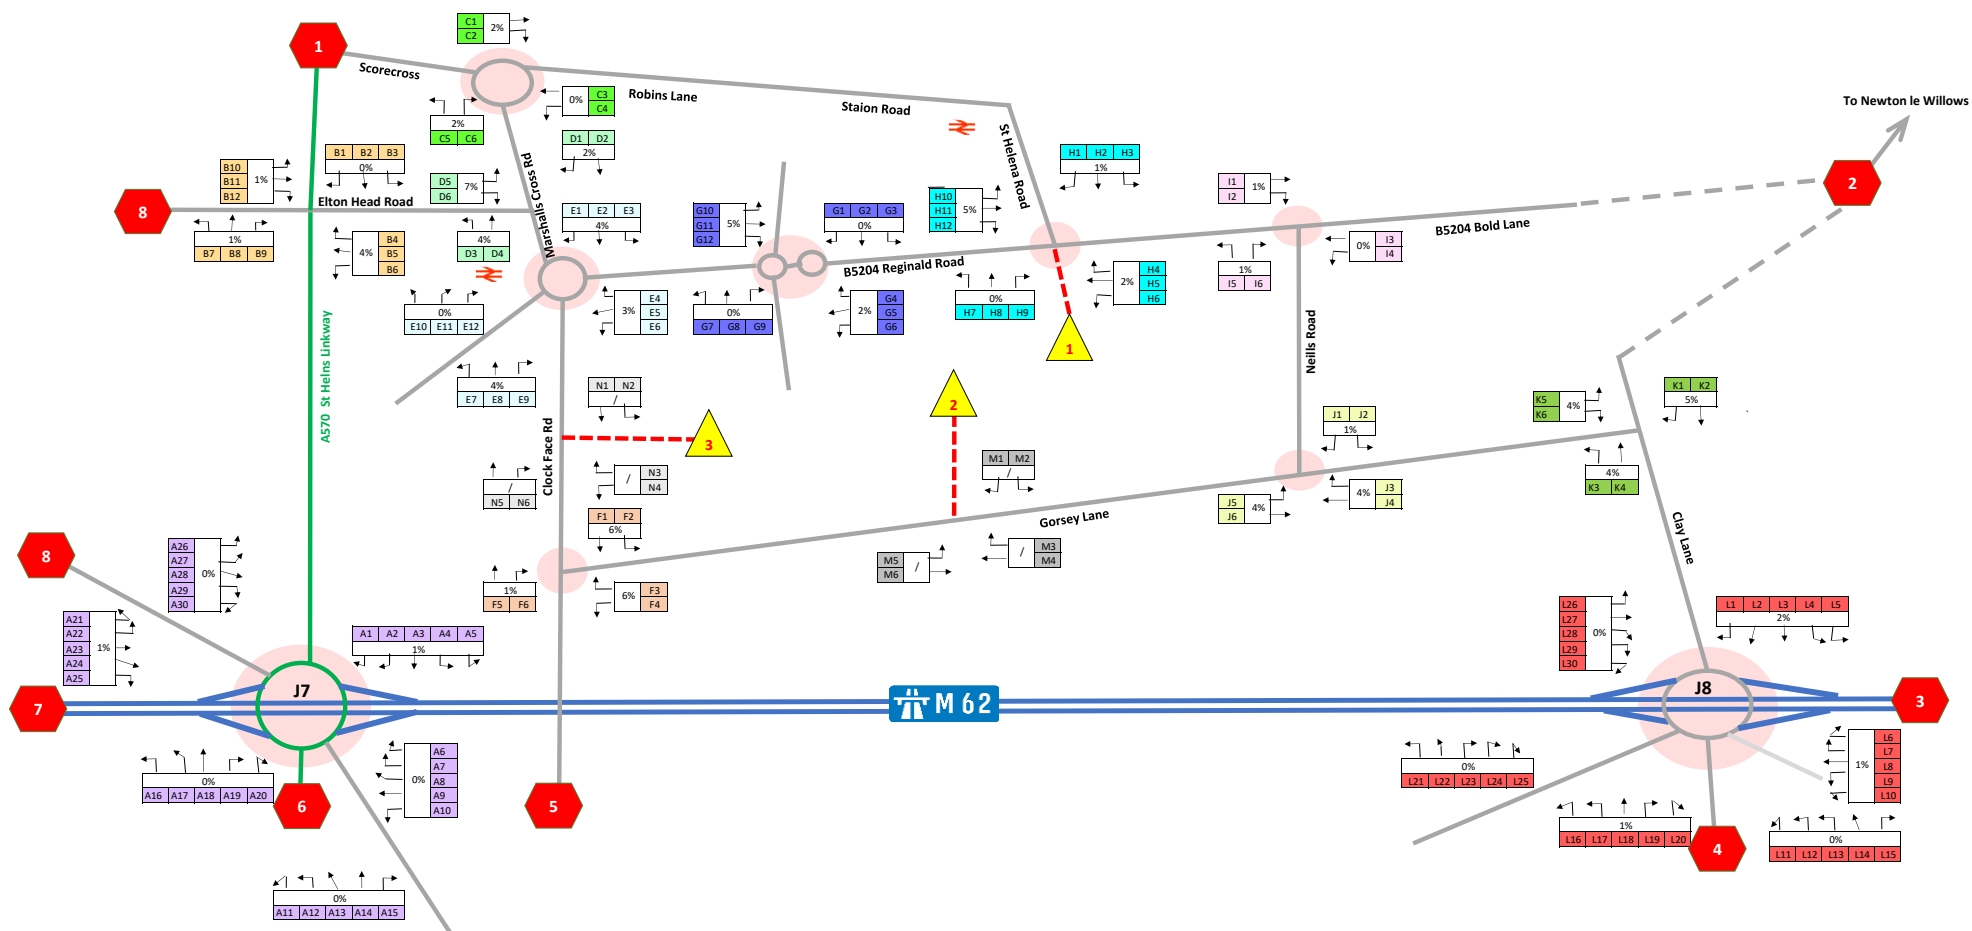 C1
C2
2%
1
Scorecross
Robins Lane
Staion Road
To Newton le Willows
0%
C3
C4
2%
C5 C6
D1 D2
2%
St Helena Road
H1 H2 H3
1%
B1 B2 B3
0%
B10
B11
B12
1%
D5
D6
7%
Marshalls Cross Rd
8
Elton Head Road
2
I1
I2
1%
H10
H11
H12
5%
E1 E2 E3
4%
G10
G11
G12
5%
G1 G2 G3
0%
B5204 Bold Lane
1%
B7 B8 B9
4%
B4
B5
B6
4%
D3 D4
0%
I3
I4
B5204 Reginald Road
1%
I5 I6
2%
H4
H5
H6
0%
E10 E11 E12
3%
E4
E5
E6
0%
G7 G8 G9
2%
G4
G5
G6
0%
H7 H8 H9
1
A570 St Helns Linkway
Neills Road
4%
E7 E8 E9
N1 N2
/
2
3
K5
K6
4%
K1 K2
5%
J1 J2
1%
Clock Face Rd
/
N5 N6
/
N3
N4
M1 M2
/
4%
K3 K4
J5
J6
4%
4%
J3
J4
F1 F2
6%
Gorsey Lane
Clay Lane
8
A26
A27
A28
A29
A30
0%
M5
M6
/
/
M3
M4
1%
F5 F6
6%
F3
F4
A21
A22
A23
A24
A25
1%
A1 A2 A3 A4 A5
1%
L26
L27
L28
L29
L30
0%
L1 L2 L3 L4 L5
2%
7
J7
M 62
J8
3
0%
A16 A17 A18 A19 A20
6
0%
A6
A7
A8
A9
A10
5
0%
L21 L22 L23 L24 L25
1%
L6
L7
L8
L9
L10
1%
L16 L17 L18 L19 L20
4
0%
L11 L12 L13 L14 L15
0%
A11 A12 A13 A14 A15